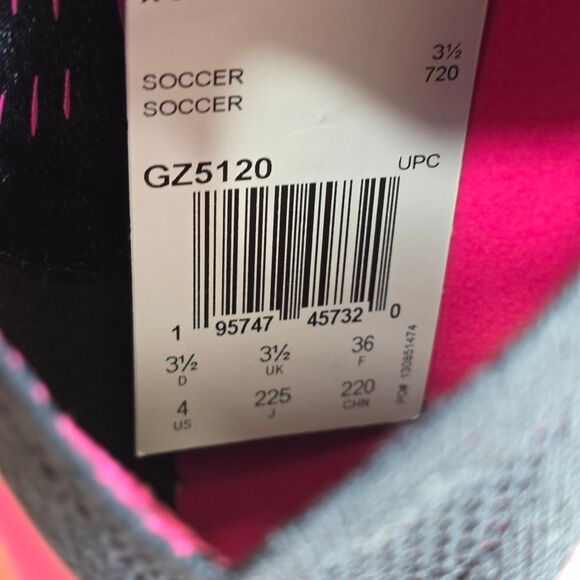 3½
SOCCER 720
SOCCER
GZ5120 UPC
1 95747 45732 0
3½ 3½ 36
D UK F
4 225 220
US J CHN
PO# 130851474